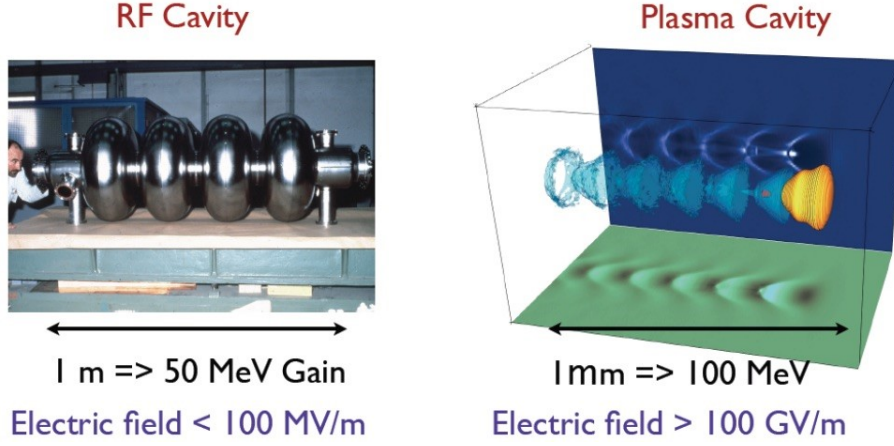 RF Cavity
Plasma Cavity
1 m => 50 MeV Gain
1mm => 100 MeV
Electric field < 100 MV/m
Electric field > 100 GV/m